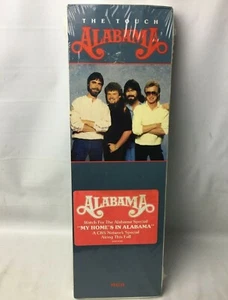 THE TOUCH
ALABAMA
ALABAMA
Watch For The Alabama Special
"MY HOME'S IN ALABAMA"
A CBS Network Special
Airing This Fall
RCA